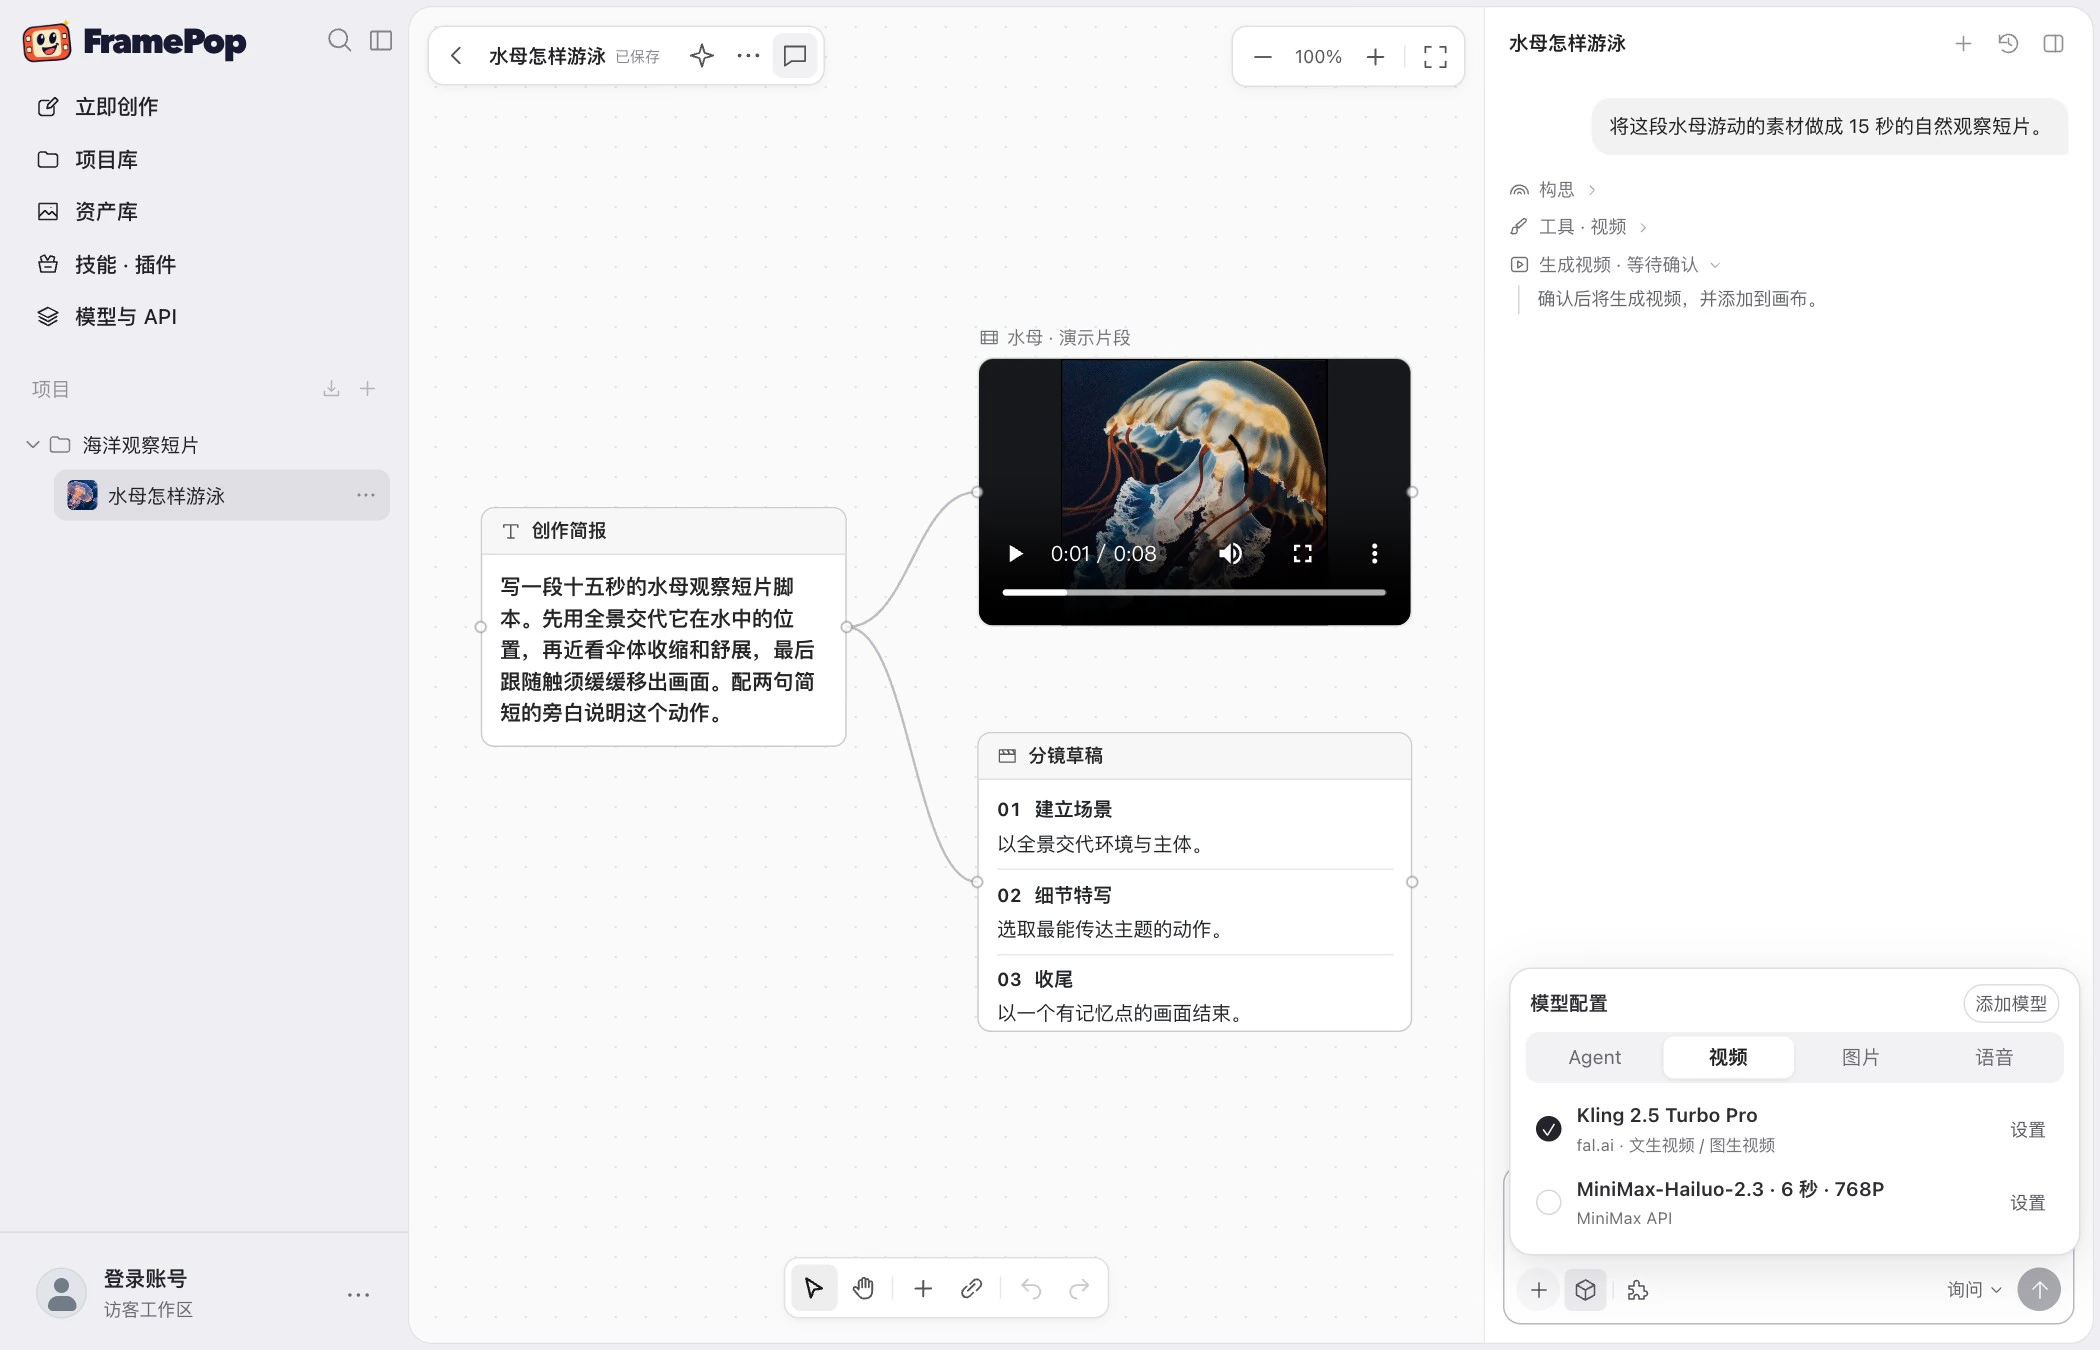 FramePop
立即创作
项目库
资产库
技能 · 插件
模型与 API
项目
海洋观察短片
水母怎样游泳
登录账号
访客工作区
水母怎样游泳 已保存
100%
水母 · 演示片段
0:01 / 0:08
创作简报
写一段十五秒的水母观察短片脚
本。先用全景交代它在水中的位
置，再近看伞体收缩和舒展，最后
跟随触须缓缓移出画面。配两句简
短的旁白说明这个动作。
分镜草稿
01 建立场景
以全景交代环境与主体。
02 细节特写
选取最能传达主题的动作。
03 收尾
以一个有记忆点的画面结束。
水母怎样游泳
将这段水母游动的素材做成 15 秒的自然观察短片。
构思
工具 · 视频
生成视频 · 等待确认
确认后将生成视频，并添加到画布。
模型配置 添加模型
Agent 视频 图片 语音
Kling 2.5 Turbo Pro
fal.ai · 文生视频 / 图生视频
设置
MiniMax-Hailuo-2.3 · 6 秒 · 768P
MiniMax API
设置
询问